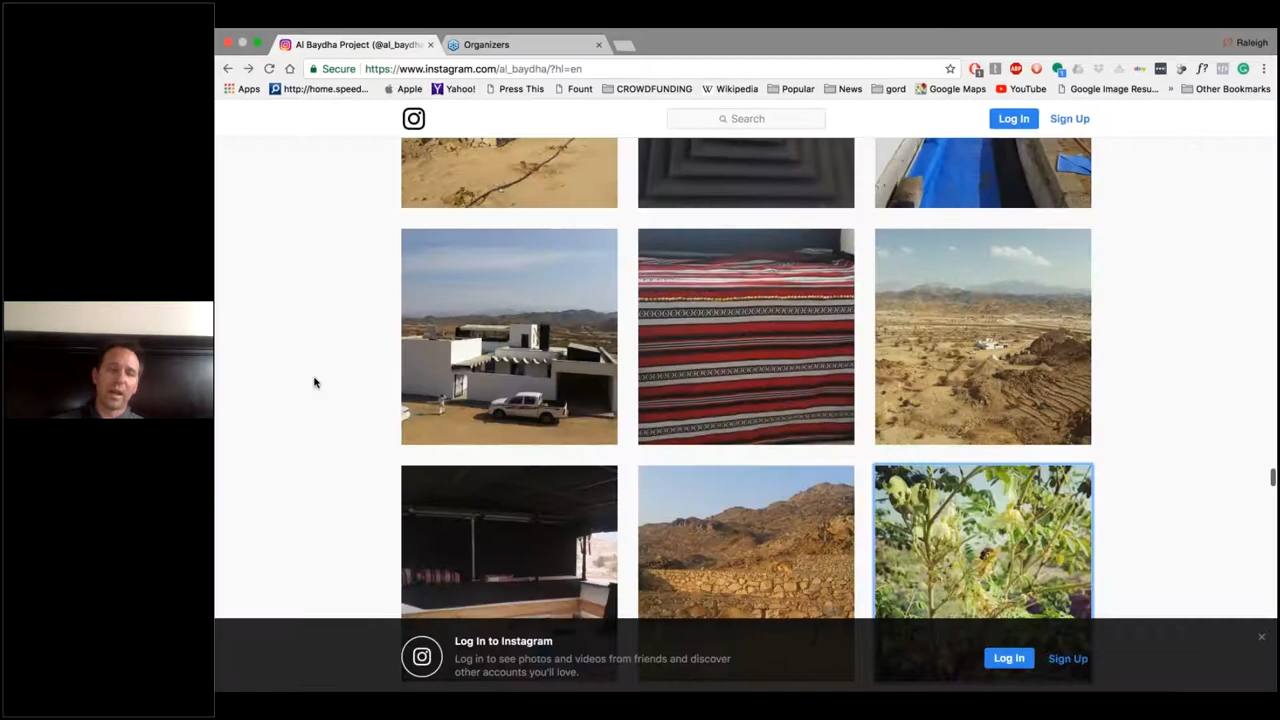 Al Baydha Project (@al_baydha
Organizers
Raleigh
Secure
https://www.instagram.com/al_baydha/?hl=en
Apps
http://home.speed...
Apple
Yahoo!
Press This
Fount
CROWDFUNDING
Wikipedia
Popular
News
gord
Google Maps
YouTube
Google Image Resu...
»
Other Bookmarks
Search
Log In
Sign Up
Log In to Instagram
Log in to see photos and videos from friends and discover
other accounts you'll love.
Log In
Sign Up